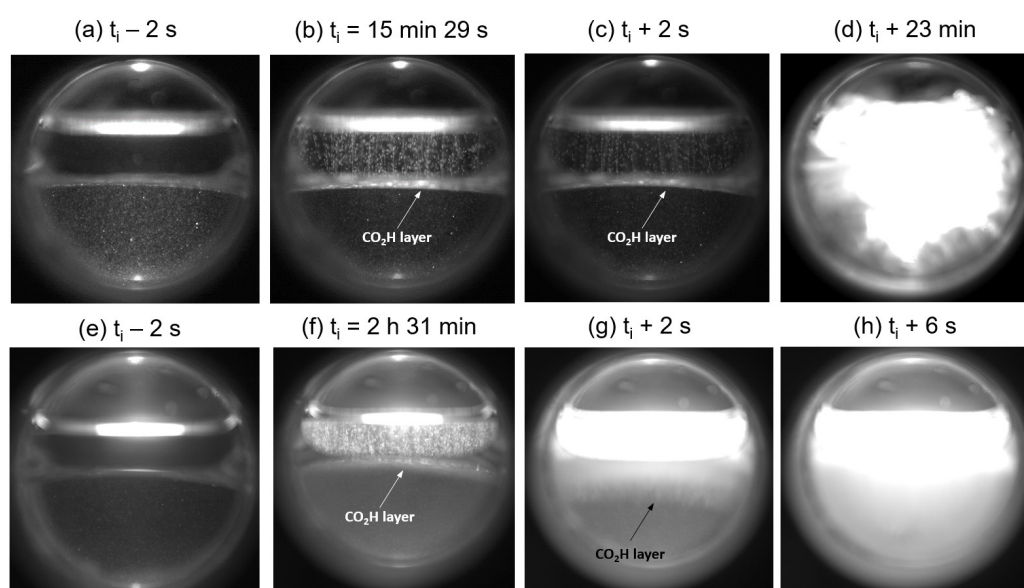 (a) tᵢ – 2 s
(b) tᵢ = 15 min 29 s
(c) tᵢ + 2 s
(d) tᵢ + 23 min
CO₂H layer
CO₂H layer
(e) tᵢ – 2 s
(f) tᵢ = 2 h 31 min
(g) tᵢ + 2 s
(h) tᵢ + 6 s
CO₂H layer
CO₂H layer